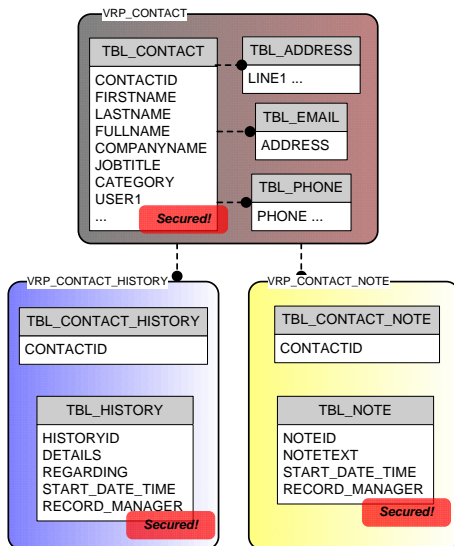 VRP_CONTACT
TBL_CONTACT
CONTACTID
FIRSTNAME
LASTNAME
FULLNAME
COMPANYNAME
JOBTITLE
CATEGORY
USER1
...
Secured!
TBL_ADDRESS
LINE1 ...
TBL_EMAIL
ADDRESS
TBL_PHONE
PHONE ...
VRP_CONTACT_HISTORY
TBL_CONTACT_HISTORY
CONTACTID
TBL_HISTORY
HISTORYID
DETAILS
REGARDING
START_DATE_TIME
RECORD_MANAGER
Secured!
VRP_CONTACT_NOTE
TBL_CONTACT_NOTE
CONTACTID
TBL_NOTE
NOTEID
NOTETEXT
START_DATE_TIME
RECORD_MANAGER
Secured!